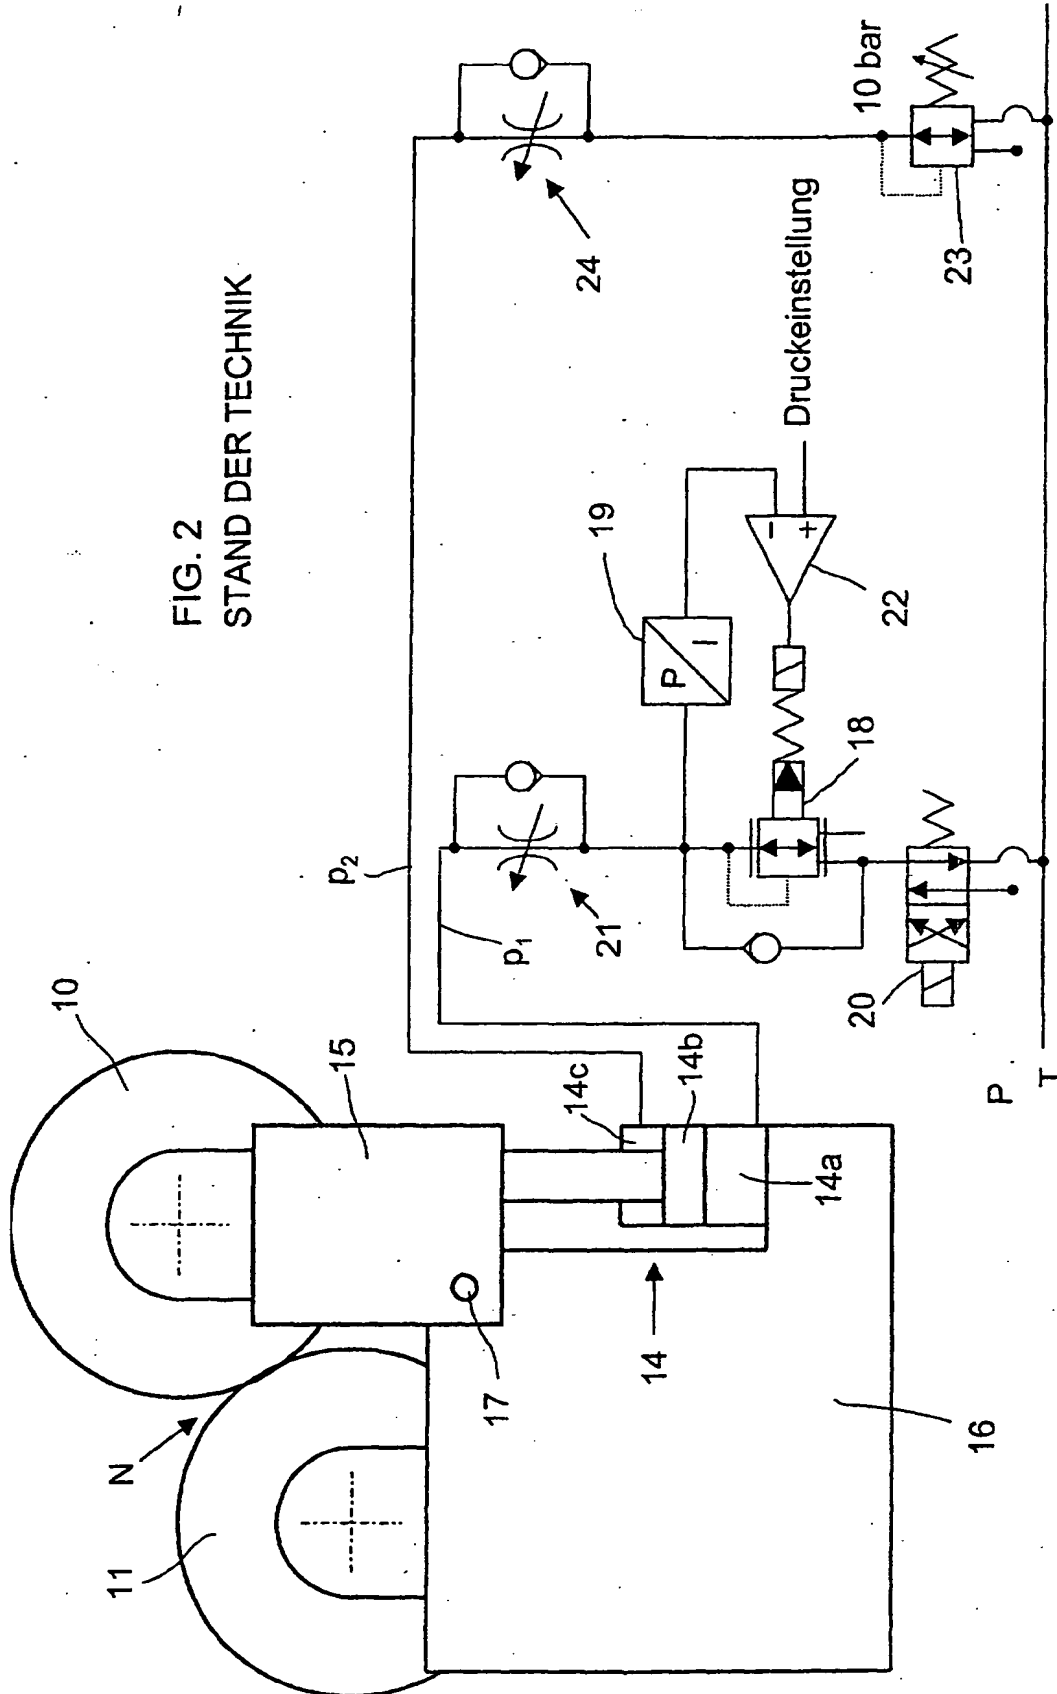 FIG. 2
STAND DER TECHNIK
10
11
N
15
17
14
14c
14b
14a
16
p₂
p₁
21
24
19
P
I
22
-
+
Druckeinstellung
18
20
23
10 bar
P
T